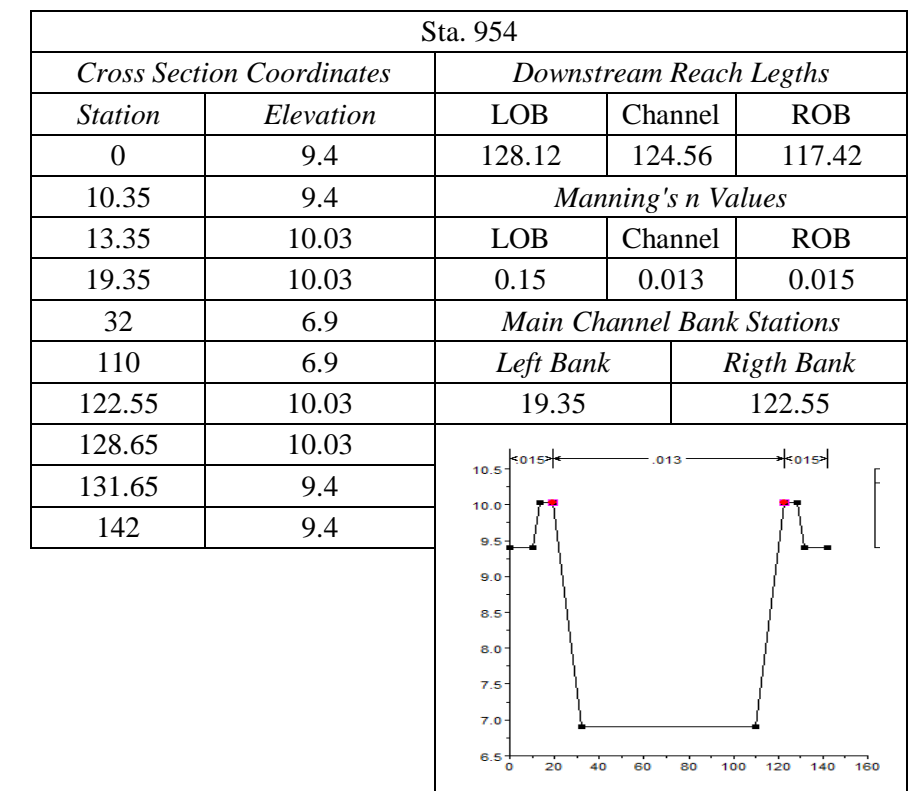 Sta. 954
Cross Section Coordinates Downstream Reach Legths
Station Elevation LOB Channel ROB
0 9.4 128.12 124.56 117.42
10.35 9.4 Manning's n Values
13.35 10.03 LOB Channel ROB
19.35 10.03 0.15 0.013 0.015
32 6.9 Main Channel Bank Stations
110 6.9 Left Bank Rigth Bank
122.55 10.03 19.35 122.55
128.65 10.03
131.65 9.4
142 9.4
.015 .013 .015
10.5
10.0
9.5
9.0
8.5
8.0
7.5
7.0
6.5
0 20 40 60 80 100 120 140 160